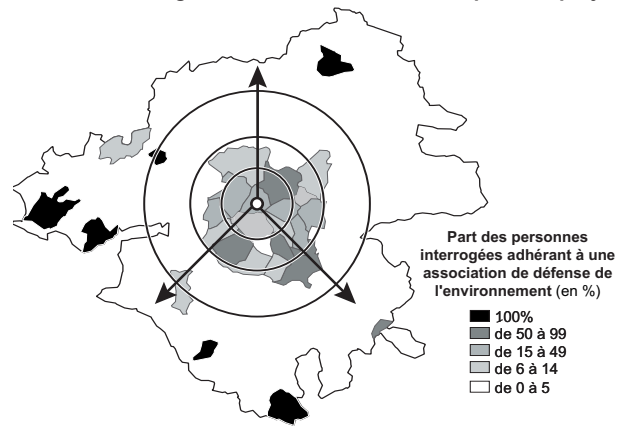 Part des personnes
interrogées adhérant à une
association de défense de
l'environnement (en %)
100%
de 50 à 99
de 15 à 49
de 6 à 14
de 0 à 5